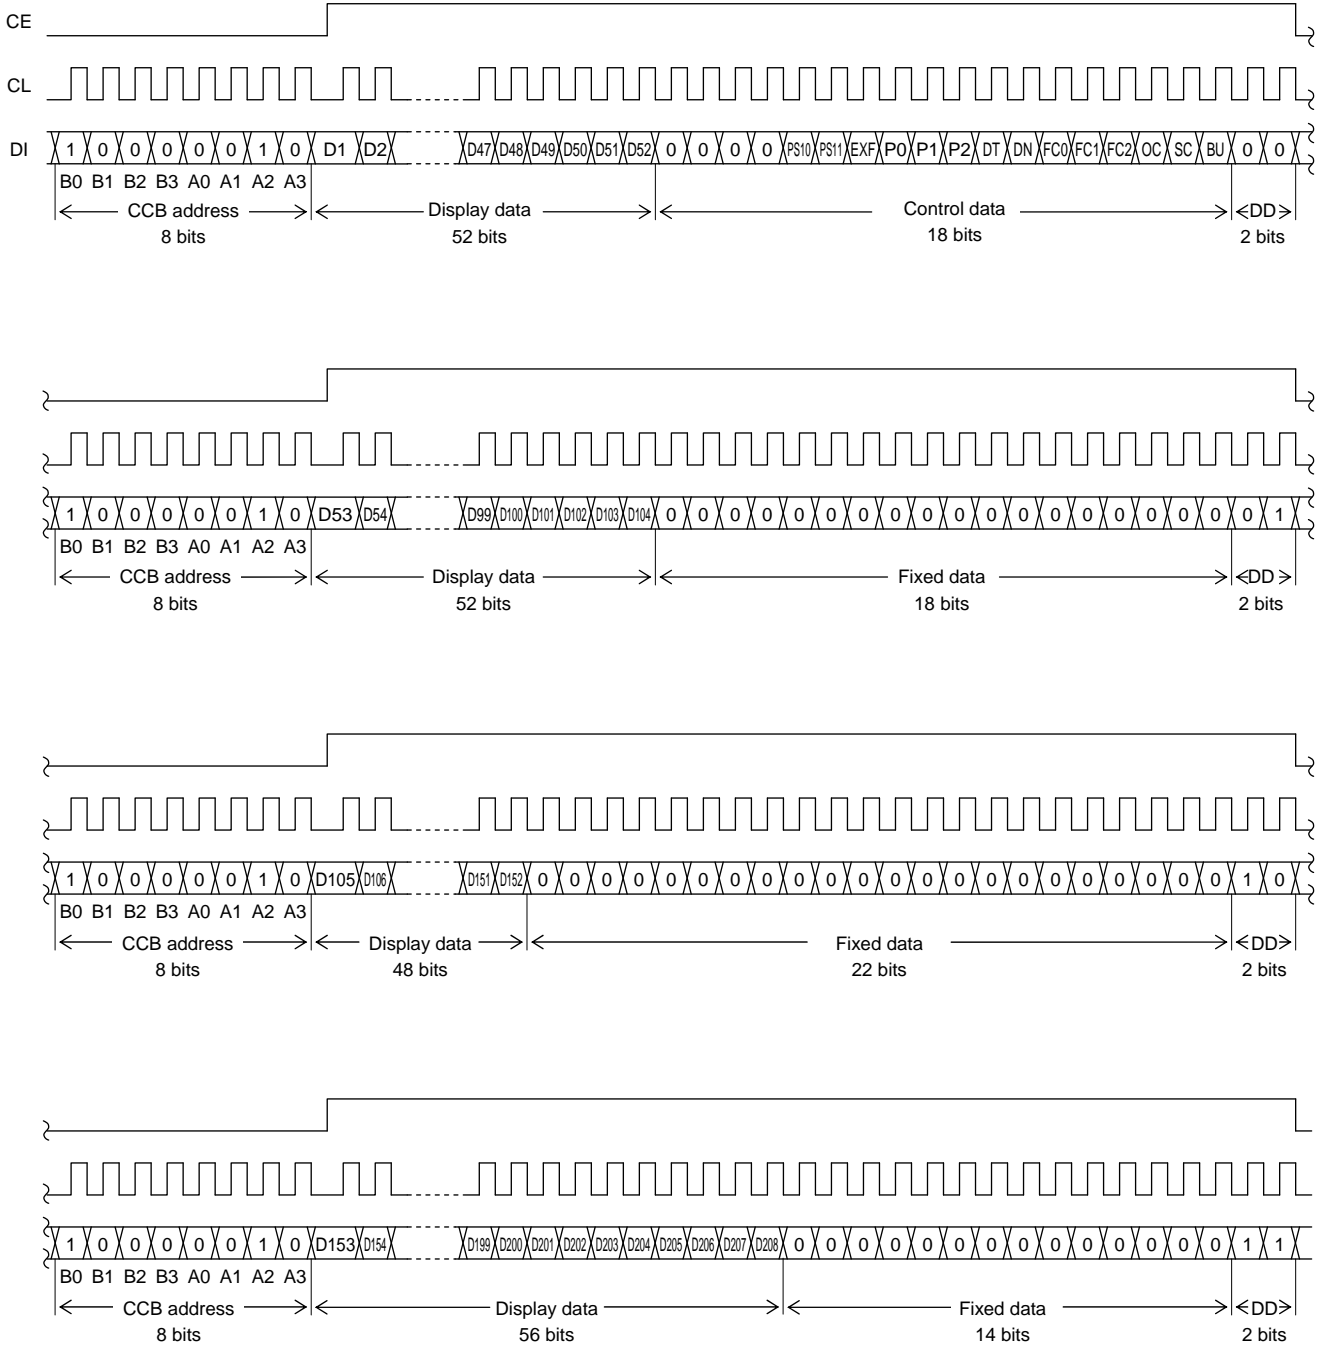 CE
CL
DI 1 0 0 0 0 0 1 0 D1 D2 D47 D48 D49 D50 D51 D52 0 0 0 0 PS10 PS11 EXF P0 P1 P2 DT DN FC0 FC1 FC2 OC SC BU 0 0
B0 B1 B2 B3 A0 A1 A2 A3
CCB address Display data Control data DD
8 bits 52 bits 18 bits 2 bits
1 0 0 0 0 0 1 0 D53 D54 D99 D100 D101 D102 D103 D104 0 0 0 0 0 0 0 0 0 0 0 0 0 0 0 0 0 0 0 1
B0 B1 B2 B3 A0 A1 A2 A3
CCB address Display data Fixed data DD
8 bits 52 bits 18 bits 2 bits
1 0 0 0 0 0 1 0 D105 D106 D151 D152 0 0 0 0 0 0 0 0 0 0 0 0 0 0 0 0 0 0 0 0 0 0 1 0
B0 B1 B2 B3 A0 A1 A2 A3
CCB address Display data Fixed data DD
8 bits 48 bits 22 bits 2 bits
1 0 0 0 0 0 1 0 D153 D154 D199 D200 D201 D202 D203 D204 D205 D206 D207 D208 0 0 0 0 0 0 0 0 0 0 0 0 0 0 1 1
B0 B1 B2 B3 A0 A1 A2 A3
CCB address Display data Fixed data DD
8 bits 56 bits 14 bits 2 bits